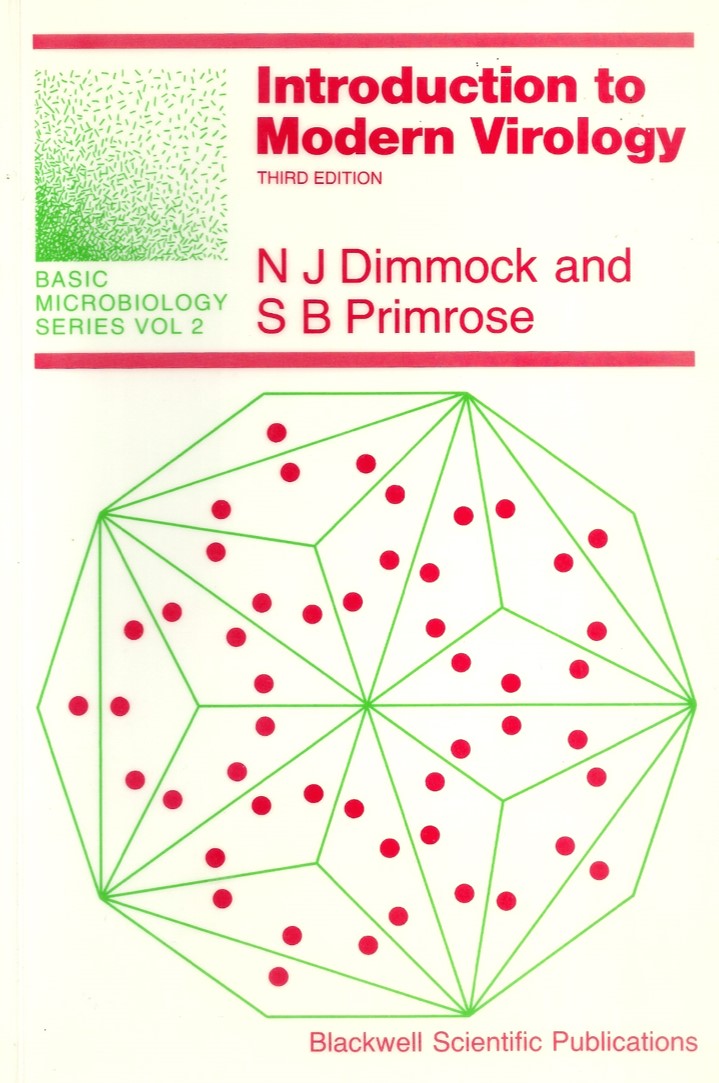 Introduction to
Modern Virology
THIRD EDITION
N J Dimmock and
S B Primrose
BASIC
MICROBIOLOGY
SERIES VOL 2
Blackwell Scientific Publications